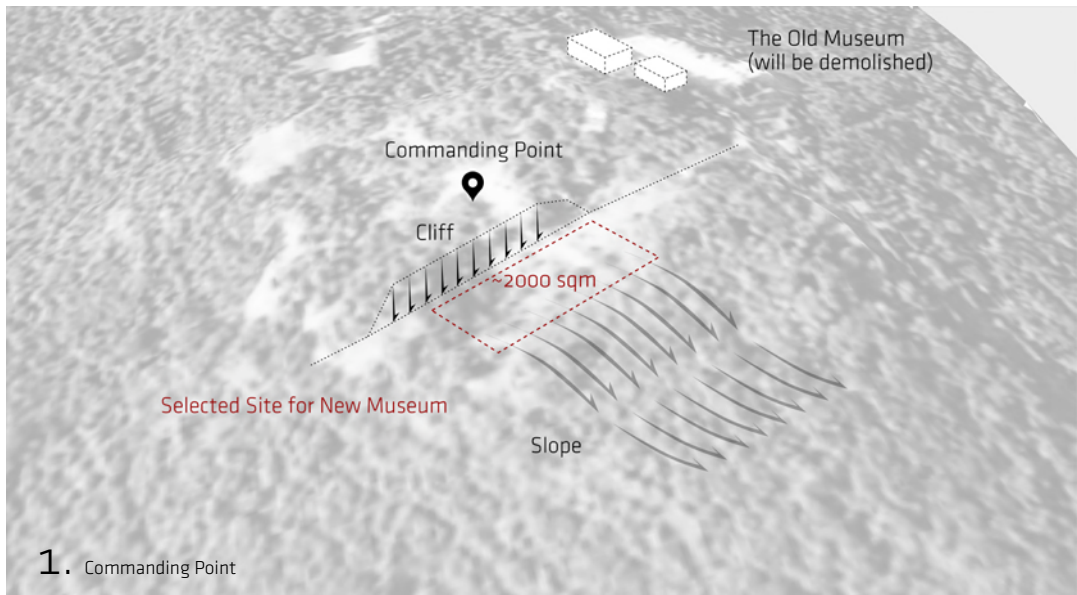 The Old Museum
(will be demolished)
Commanding Point
Cliff
~2000 sqm
Selected Site for New Museum
Slope
1. Commanding Point